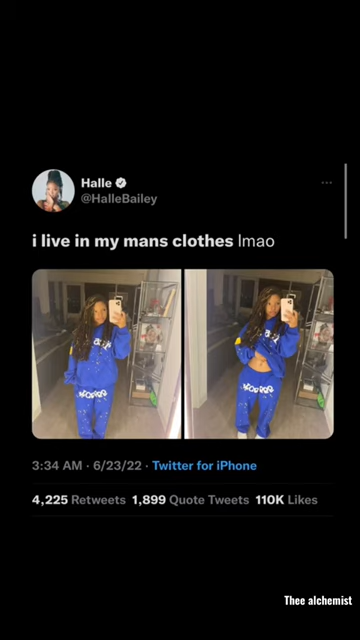 Halle
@HalleBailey
i live in my mans clothes lmao
3:34 AM · 6/23/22 · Twitter for iPhone
4,225 Retweets 1,899 Quote Tweets 110K Likes
Thee alchemist